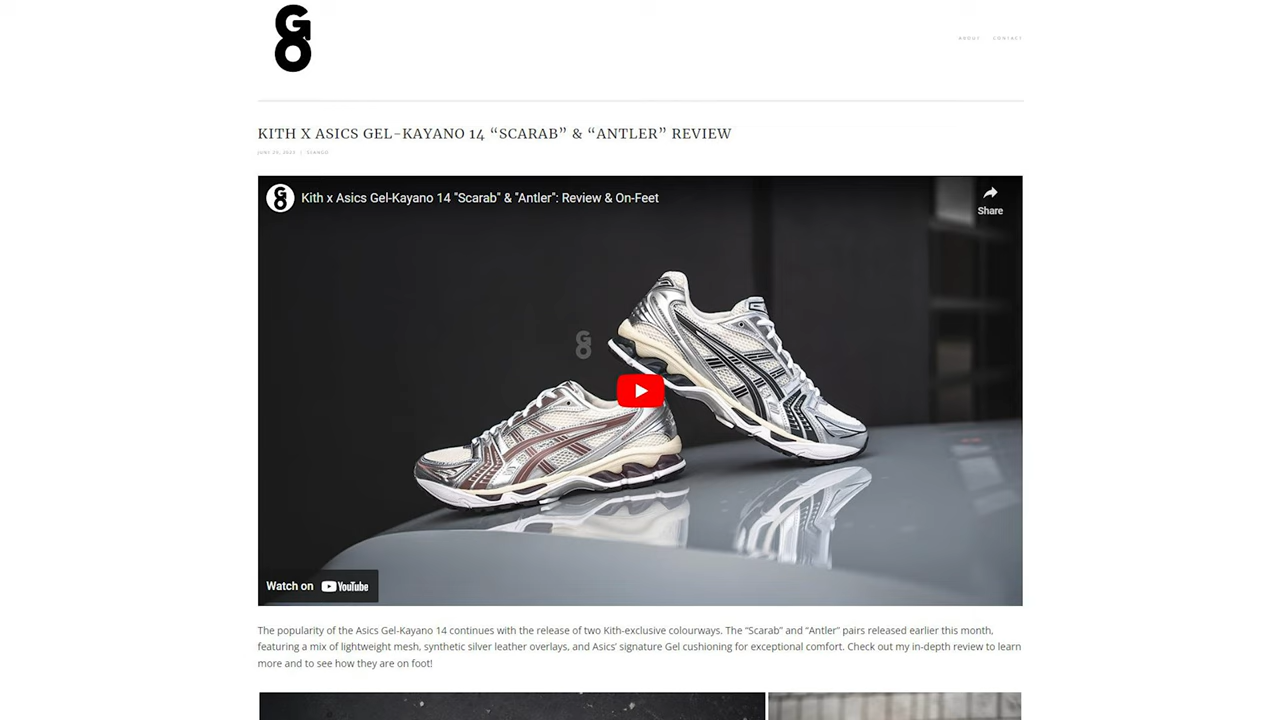 GO
ABOUT CONTACT
KITH X ASICS GEL-KAYANO 14 “SCARAB” & “ANTLER” REVIEW
GO
Kith x Asics Gel-Kayano 14 "Scarab" & "Antler": Review & On-Feet
Share
GO
Watch on YouTube
The popularity of the Asics Gel-Kayano 14 continues with the release of two Kith-exclusive colourways. The “Scarab” and “Antler” pairs released earlier this month,
featuring a mix of lightweight mesh, synthetic silver leather overlays, and Asics’ signature Gel cushioning for exceptional comfort. Check out my in-depth review to learn
more and to see how they are on foot!